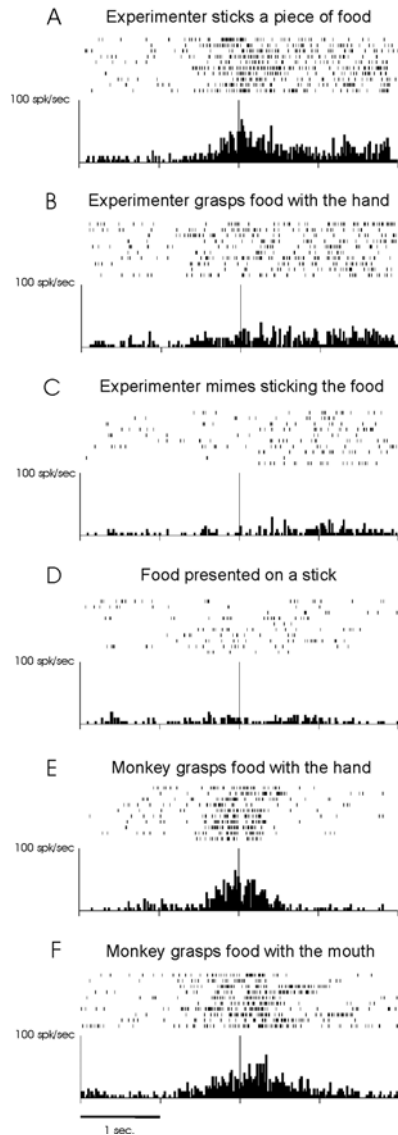 A Experimenter sticks a piece of food
100 spk/sec
B Experimenter grasps food with the hand
100 spk/sec
C Experimenter mimes sticking the food
100 spk/sec
D Food presented on a stick
100 spk/sec
E Monkey grasps food with the hand
100 spk/sec
F Monkey grasps food with the mouth
100 spk/sec
1 sec.